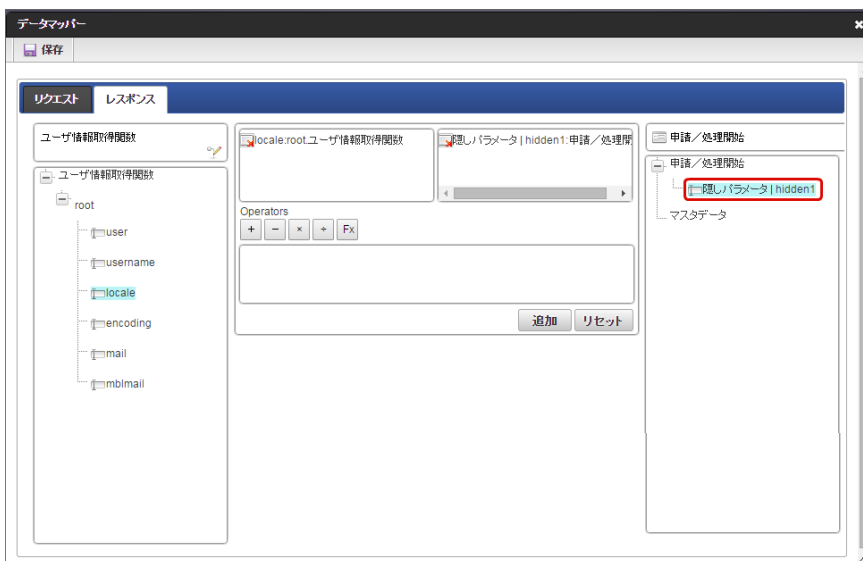 データマッパー
保存
リクエスト
レスポンス
ユーザ情報取得関数
ユーザ情報取得関数
root
user
username
locale
encoding
mail
mblmail
locale:root.ユーザ情報取得関数
隠しパラメータ | hidden1:申請／処理開
Operators
+ − × ÷ Fx
追加
リセット
申請／処理開始
申請／処理開始
隠しパラメータ | hidden1
マスタデータ